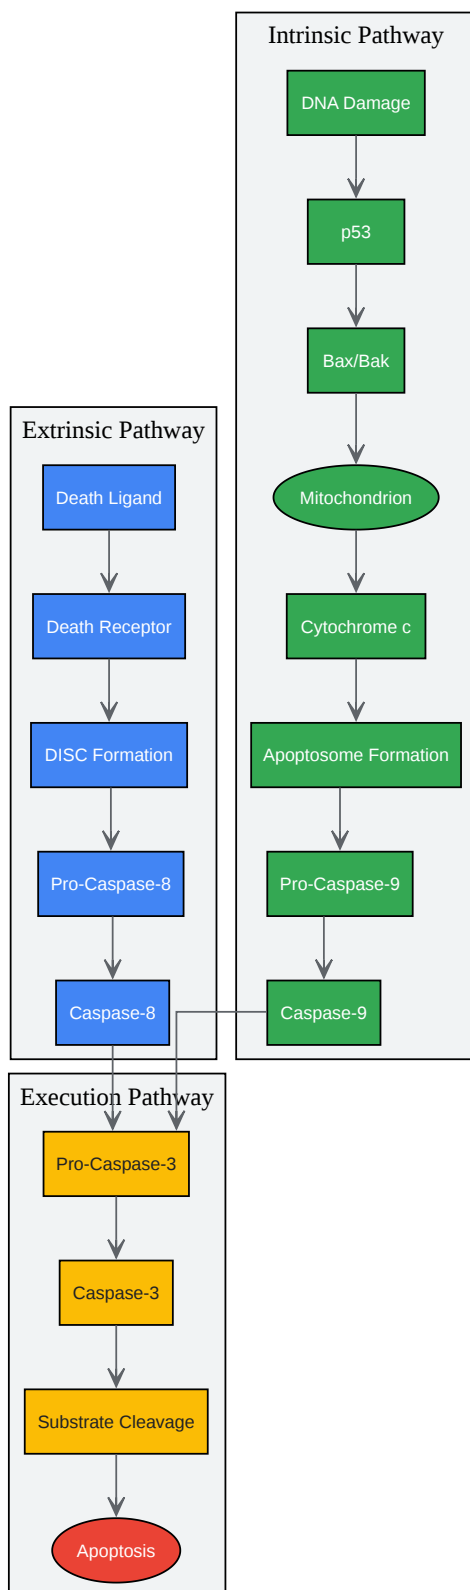 Intrinsic Pathway
DNA Damage
p53
Bax/Bak
Mitochondrion
Cytochrome c
Apoptosome Formation
Pro-Caspase-9
Caspase-9
Extrinsic Pathway
Death Ligand
Death Receptor
DISC Formation
Pro-Caspase-8
Caspase-8
Execution Pathway
Pro-Caspase-3
Caspase-3
Substrate Cleavage
Apoptosis